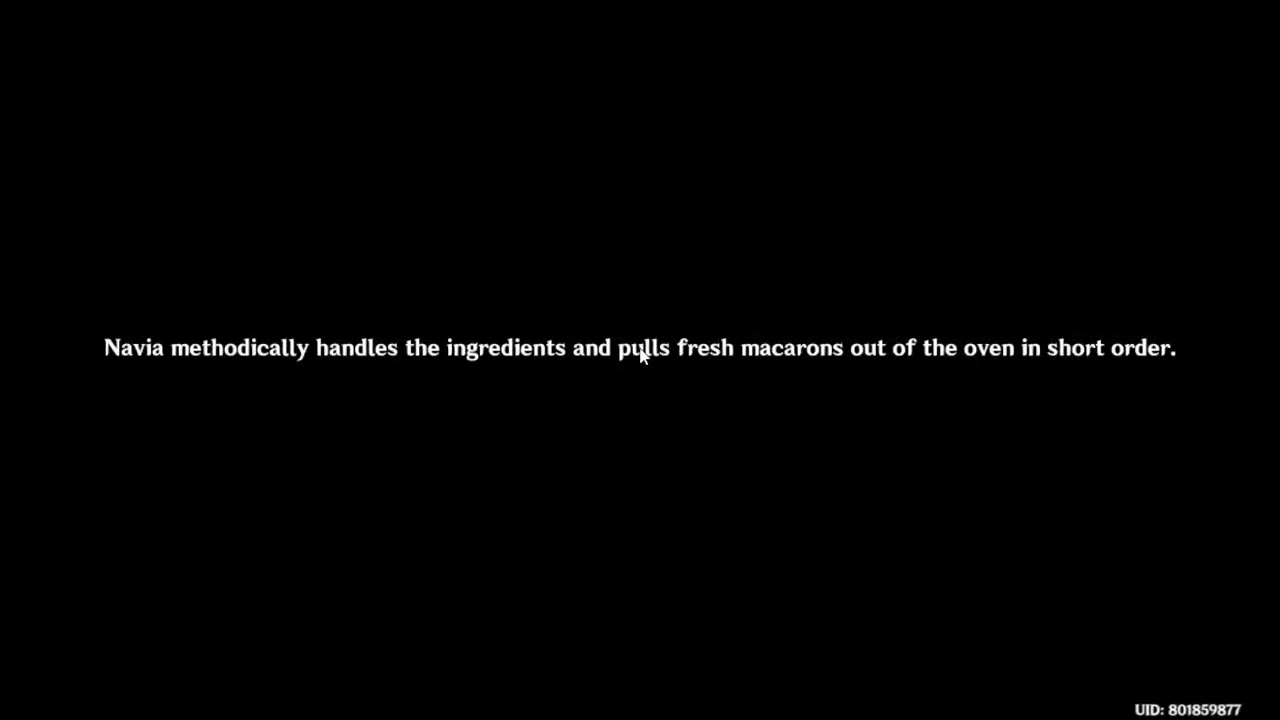 Navia methodically handles the ingredients and pulls fresh macarons out of the oven in short order.
UID: 801859877